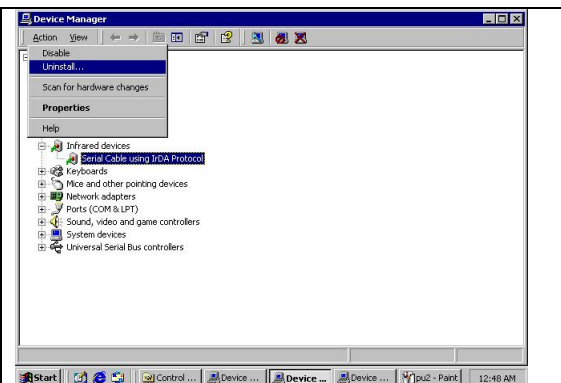 Device Manager
Action View
Disable
Uninstall...
Scan for hardware changes
Properties
Help
Infrared devices
Serial Cable using IrDA Protocol
Keyboards
Mice and other pointing devices
Network adapters
Ports (COM & LPT)
Sound, video and game controllers
System devices
Universal Serial Bus controllers
Start Control ... Device ... Device ... Device ... pu2 - Paint 12:48 AM